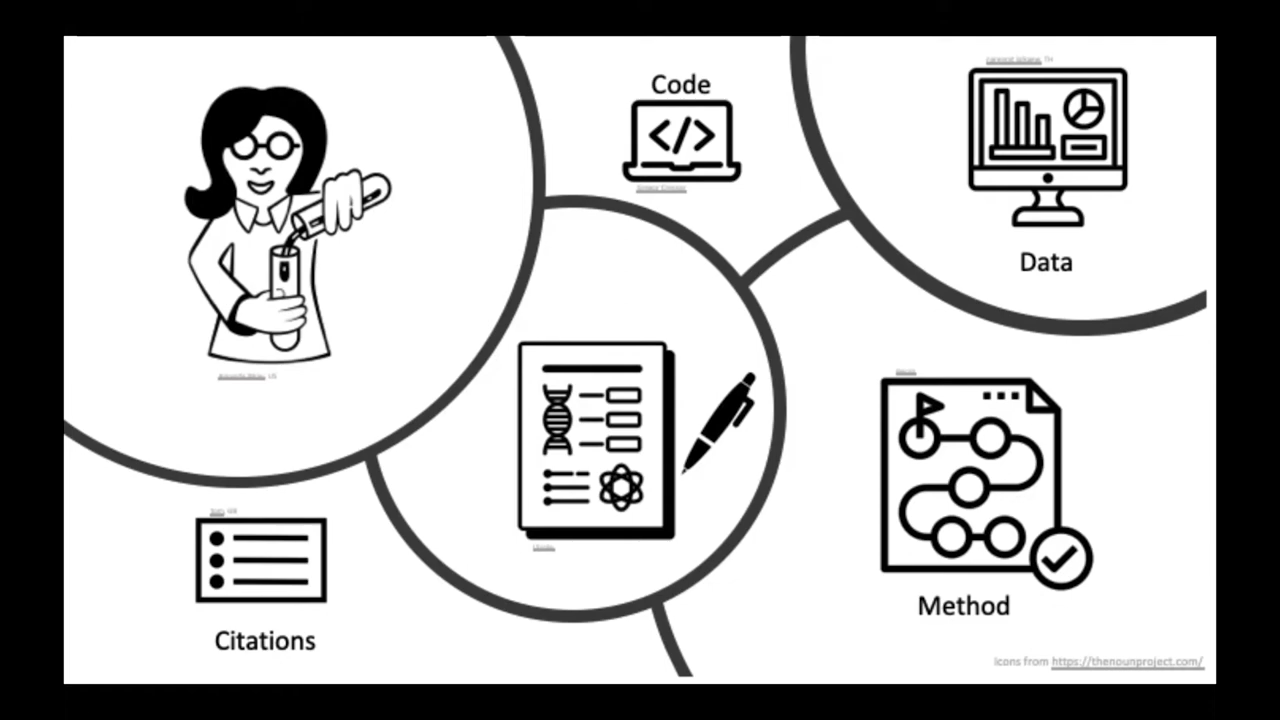 Code
Data
Method
Citations
Icons from https://thenounproject.com/